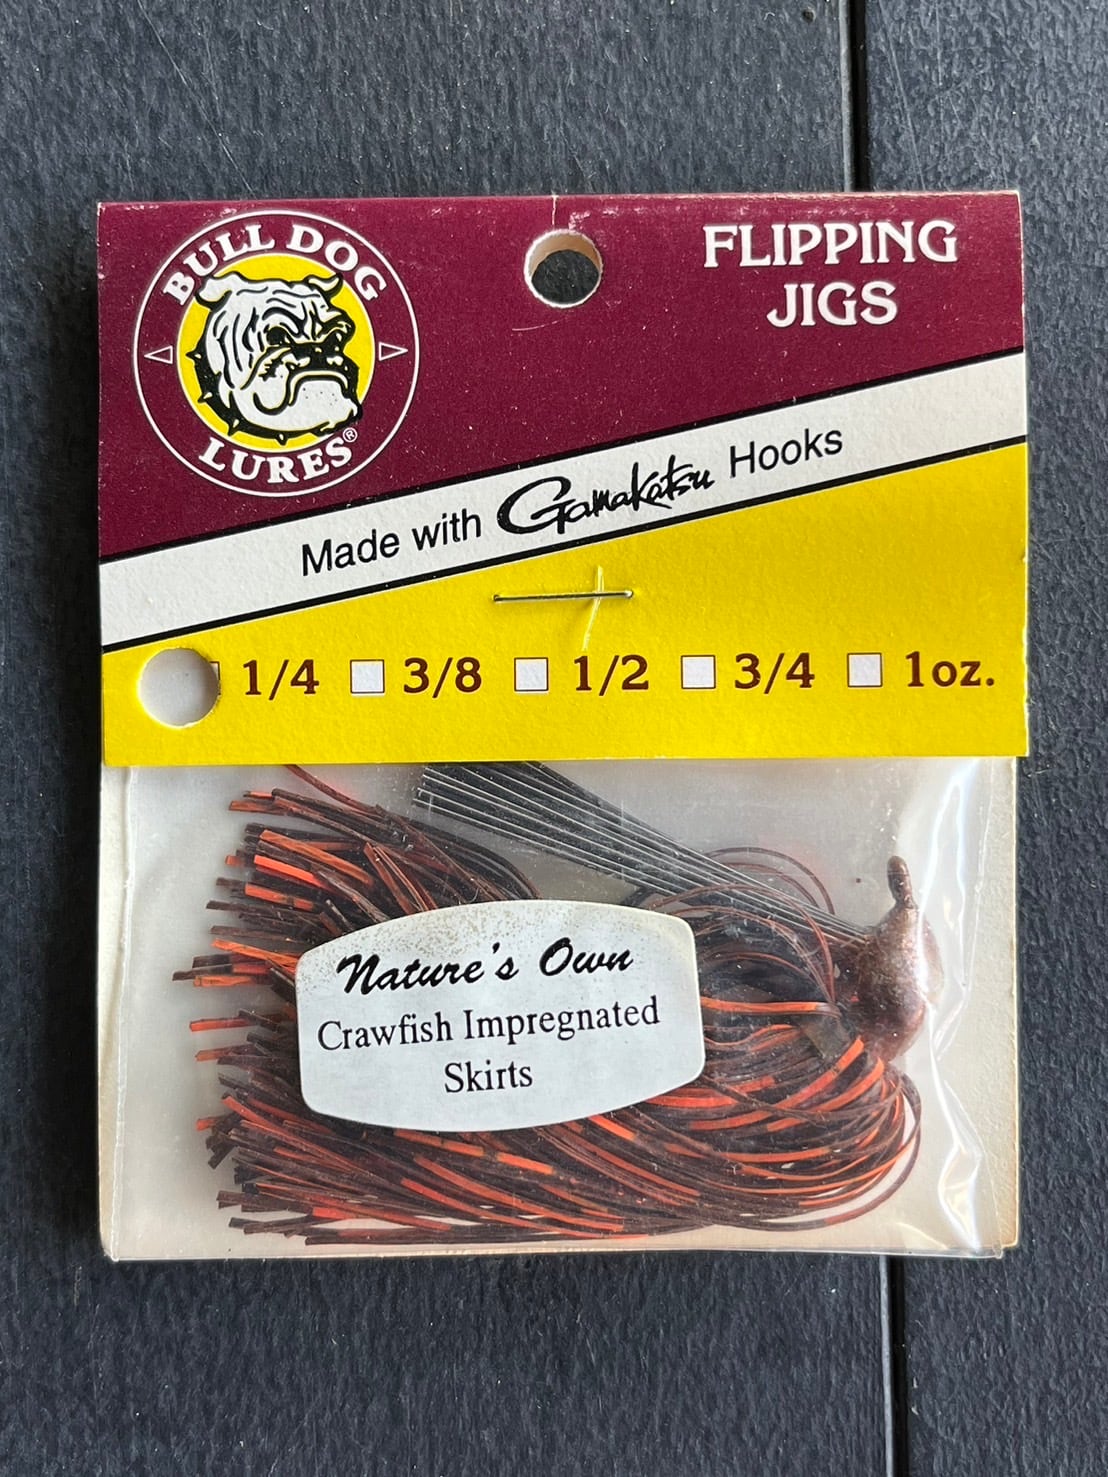 BULL DOG
LURES®
FLIPPING
JIGS
Made with Gamakatsu Hooks
1/4 3/8 1/2 3/4 1oz.
Nature's Own
Crawfish Impregnated
Skirts